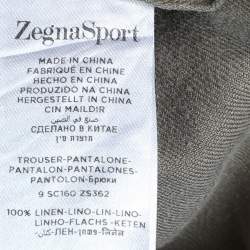 ZegnaSport
MADE IN CHINA
FABRIQUÉ EN CHINE
HECHO EN CHINA
PRODUZIDO NA CHINA
HERGESTELLT IN CHINA
CIN MAILDIR
صنع في الصين
СДЕЛАНО В КИТАЕ
תוצרת סין
TROUSER-PANTALONE-
PANTALON-PANTALONES-
PANTOLON-Брюки
9 SC160 ZS362
100% LINEN-LINO-LIN-LINO-
LINHO-FLACHS-KETEN